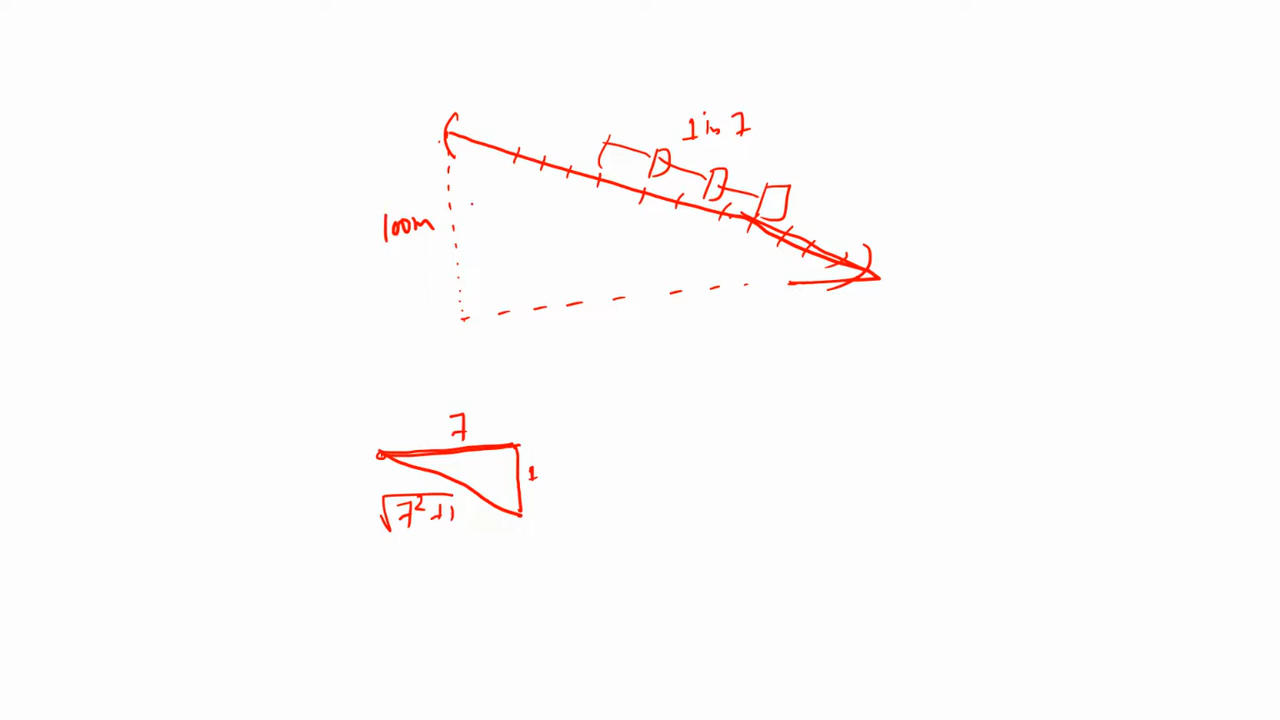 1 in 7
100m
7
1
√7² + 1